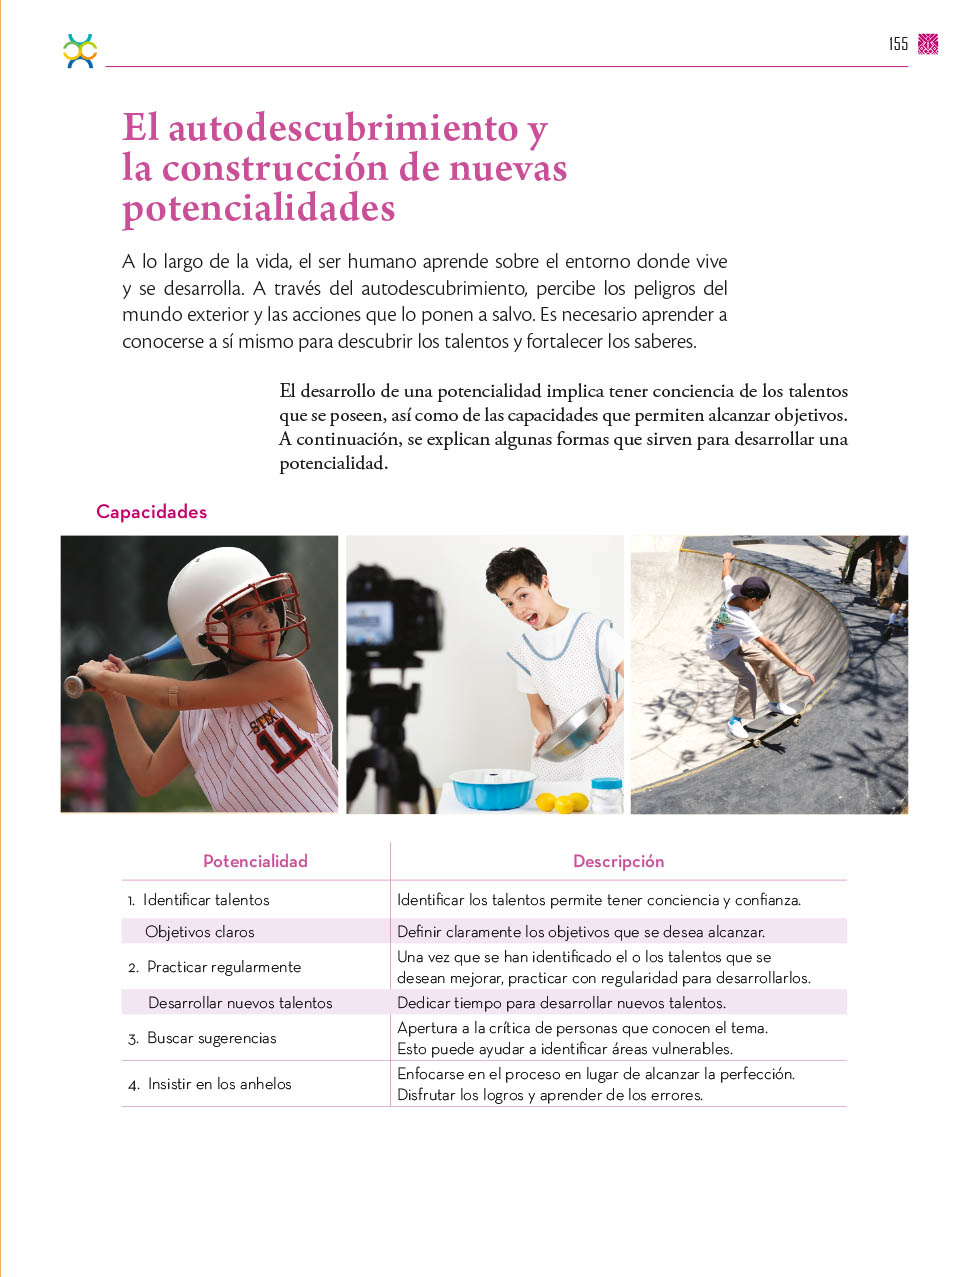 155
El autodescubrimiento y
la construcción de nuevas
potencialidades
A lo largo de la vida, el ser humano aprende sobre el entorno donde vive
y se desarrolla. A través del autodescubrimiento, percibe los peligros del
mundo exterior y las acciones que lo ponen a salvo. Es necesario aprender a
conocerse a sí mismo para descubrir los talentos y fortalecer los saberes.
El desarrollo de una potencialidad implica tener conciencia de los talentos
que se poseen, así como de las capacidades que permiten alcanzar objetivos.
A continuación, se explican algunas formas que sirven para desarrollar una
potencialidad.
Capacidades
STIX
11
Potencialidad Descripción
1. Identificar talentos Identificar los talentos permite tener conciencia y confianza.
Objetivos claros Definir claramente los objetivos que se desea alcanzar.
2. Practicar regularmente Una vez que se han identificado el o los talentos que se
desean mejorar, practicar con regularidad para desarrollarlos.
Desarrollar nuevos talentos Dedicar tiempo para desarrollar nuevos talentos.
3. Buscar sugerencias Apertura a la crítica de personas que conocen el tema.
Esto puede ayudar a identificar áreas vulnerables.
4. Insistir en los anhelos Enfocarse en el proceso en lugar de alcanzar la perfección.
Disfrutar los logros y aprender de los errores.